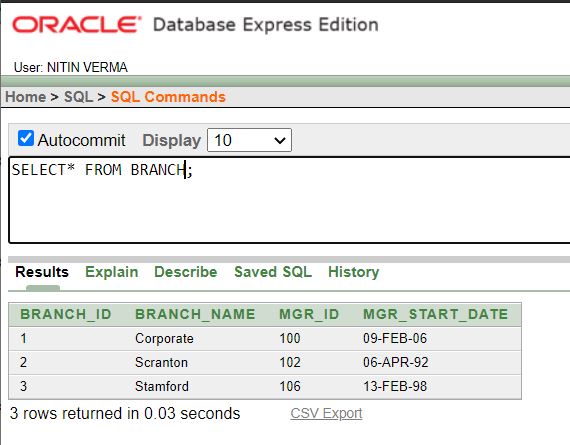 ORACLE® Database Express Edition
User: NITIN VERMA
Home > SQL > SQL Commands
Autocommit Display 10
SELECT* FROM BRANCH;
Results Explain Describe Saved SQL History
BRANCH_ID BRANCH_NAME MGR_ID MGR_START_DATE
1 Corporate 100 09-FEB-06
2 Scranton 102 06-APR-92
3 Stamford 106 13-FEB-98
3 rows returned in 0.03 seconds CSV Export